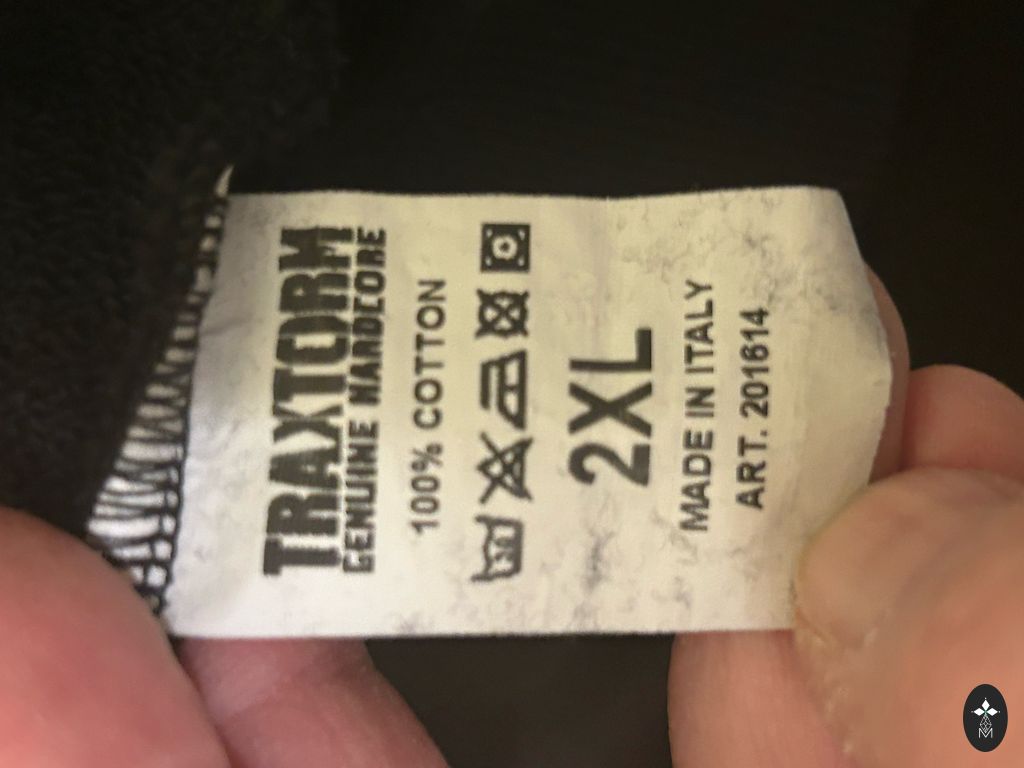 TRAXTORM
GENUINE HARDCORE
100% COTTON
2XL
MADE IN ITALY
ART. 201614
M